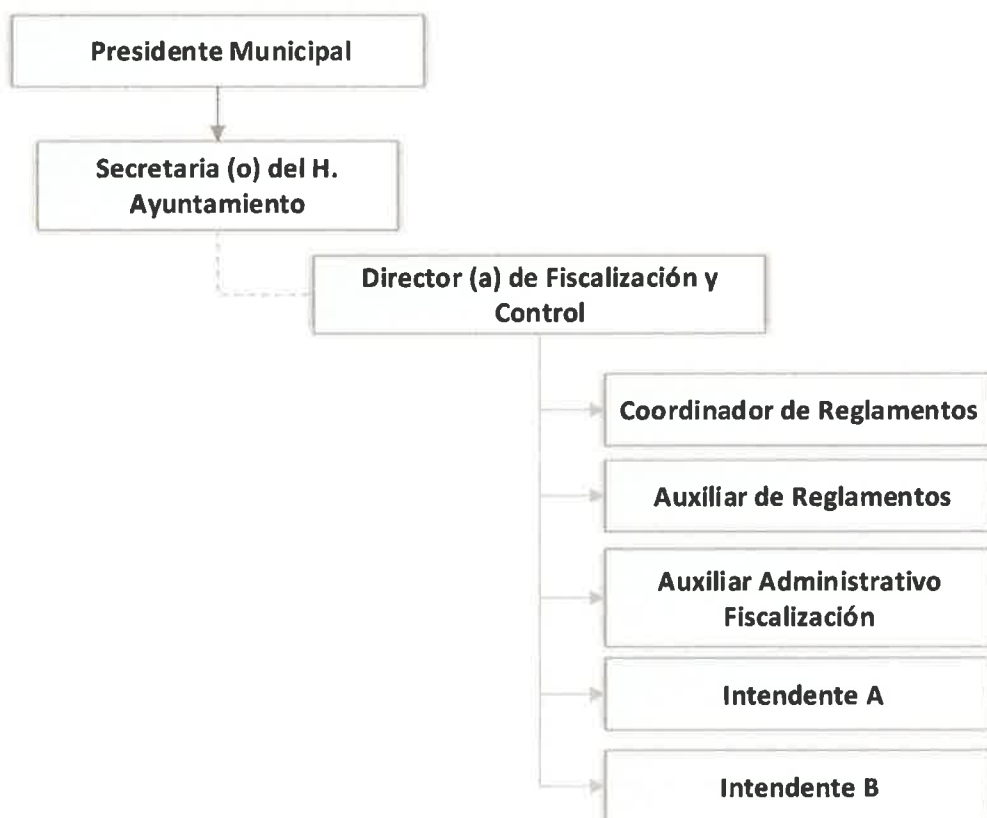 Presidente Municipal
Secretaria (o) del H.
Ayuntamiento
Director (a) de Fiscalización y
Control
Coordinador de Reglamentos
Auxiliar de Reglamentos
Auxiliar Administrativo
Fiscalización
Intendente A
Intendente B